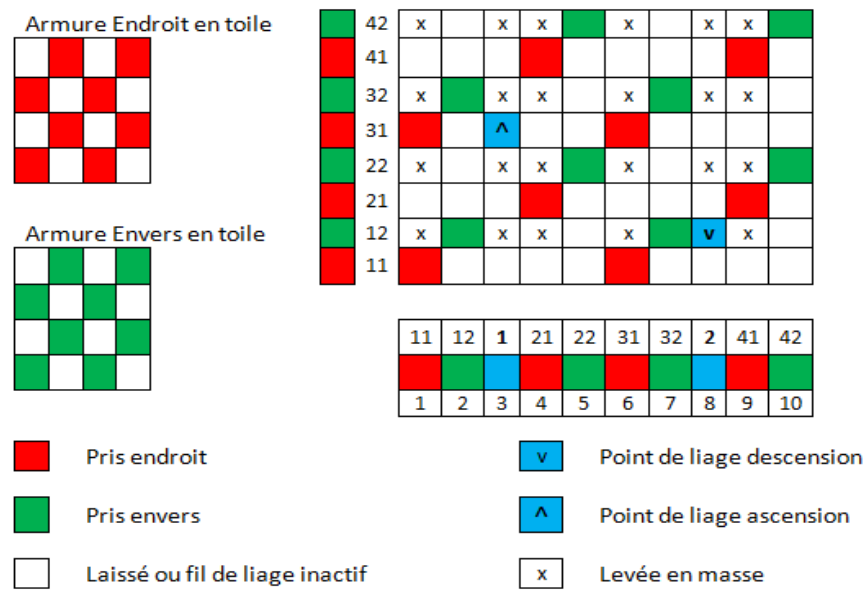 Armure Endroit en toile
42 x x x x x x
41
32 x x x x x x
31 ^
22 x x x x x x
21
Armure Envers en toile
12 x x x x v x
11
11 12 1 21 22 31 32 2 41 42
1 2 3 4 5 6 7 8 9 10
Pris endroit
v Point de liage descension
Pris envers
^ Point de liage ascension
Laissé ou fil de liage inactif
x Levée en masse